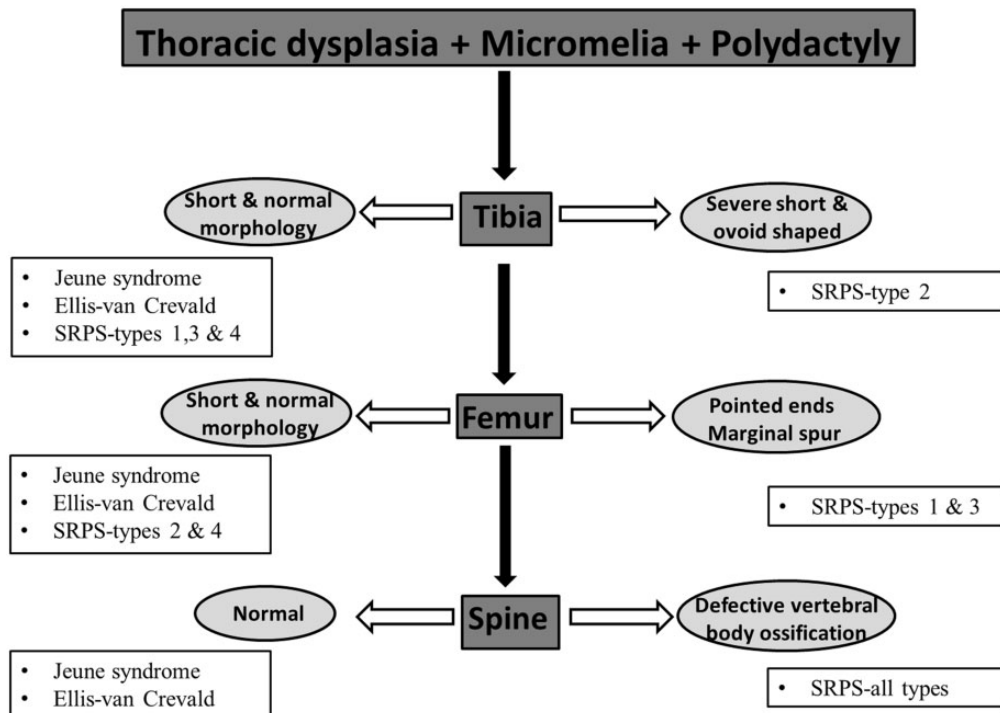 Thoracic dysplasia + Micromelia + Polydactyly
Short & normal
morphology
Tibia
Severe short &
ovoid shaped
• Jeune syndrome
• Ellis-van Crevald
• SRPS-types 1,3 & 4
• SRPS-type 2
Short & normal
morphology
Femur
Pointed ends
Marginal spur
• Jeune syndrome
• Ellis-van Crevald
• SRPS-types 2 & 4
• SRPS-types 1 & 3
Normal
Spine
Defective vertebral
body ossification
• Jeune syndrome
• Ellis-van Crevald
• SRPS-all types